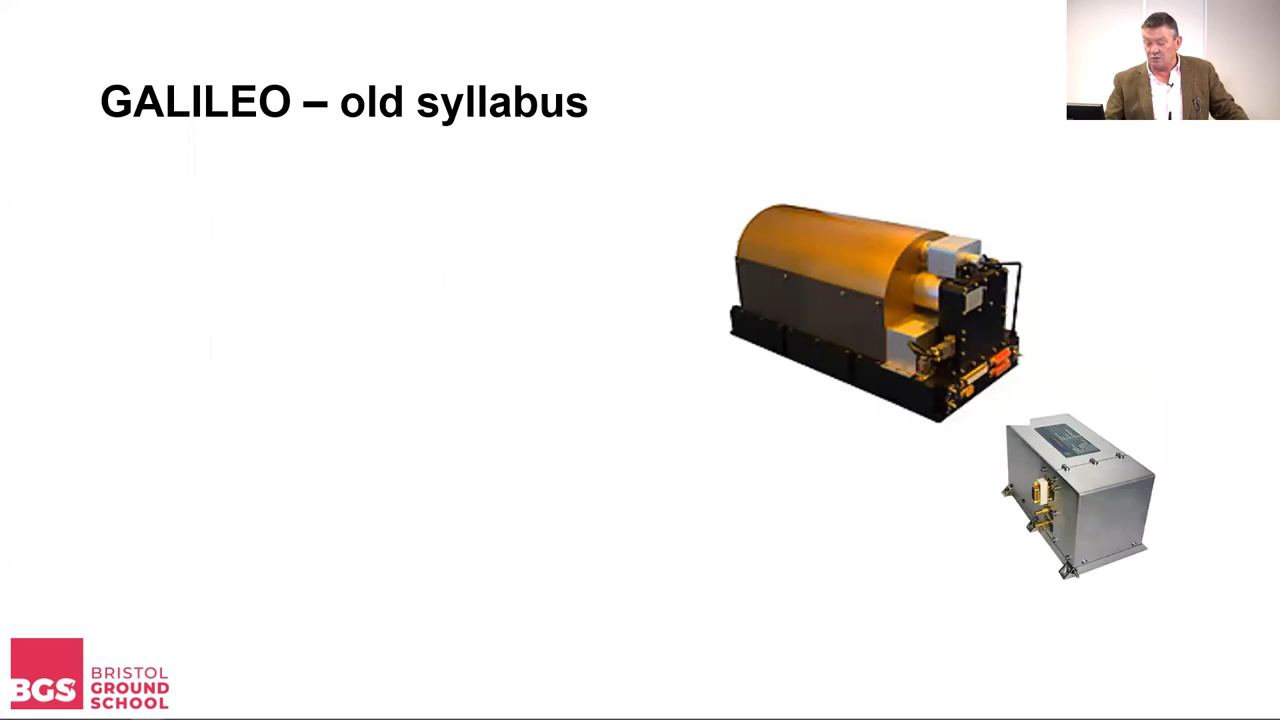 GALILEO – old syllabus
BGS
BRISTOL
GROUND
SCHOOL